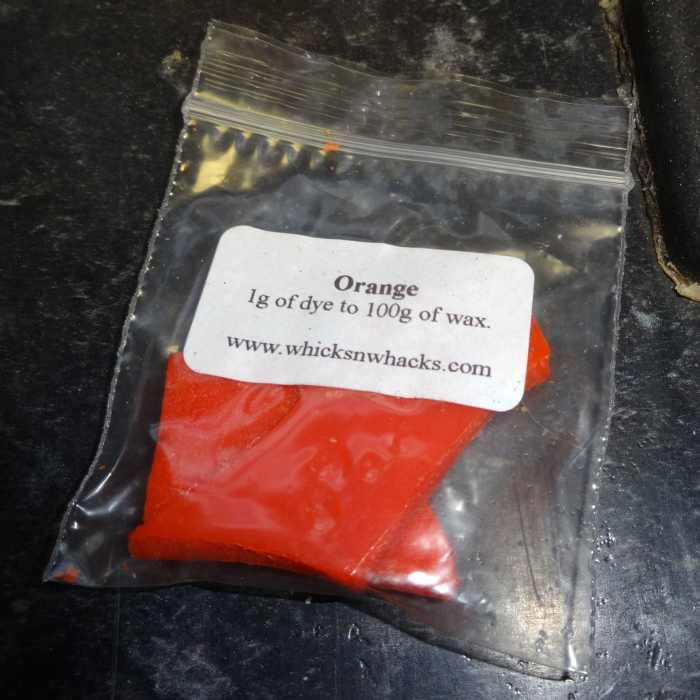 Orange
1g of dye to 100g of wax.
www.whicksnwhacks.com